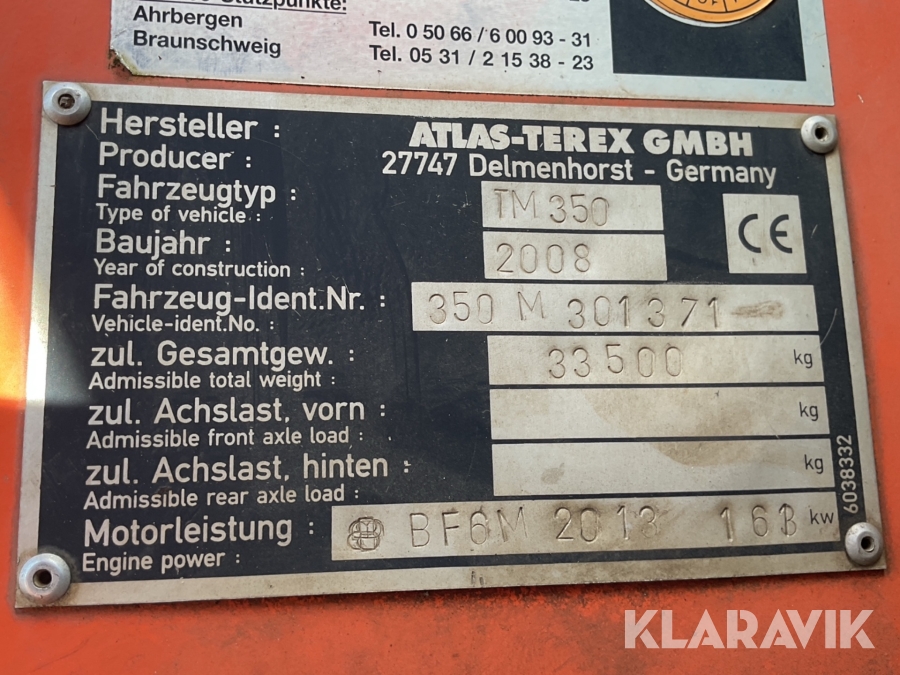 Ahrbergen
Tel. 0 50 66 / 6 00 93 - 31
Braunschweig
Tel. 05 31 / 2 15 38 - 23
Hersteller :
Producer :
ATLAS-TEREX GMBH
27747 Delmenhorst - Germany
Fahrzeugtyp :
Type of vehicle :
TM 350
Baujahr :
Year of construction :
2008
CE
Fahrzeug-Ident.Nr. :
Vehicle-ident.No. :
350 M 301371
zul. Gesamtgew. :
Admissible total weight :
33500 kg
zul. Achslast, vorn :
Admissible front axle load :
kg
zul. Achslast, hinten :
Admissible rear axle load :
kg
Motorleistung :
Engine power :
BF6M 2013 163 kw
6038332
KLARAVIK